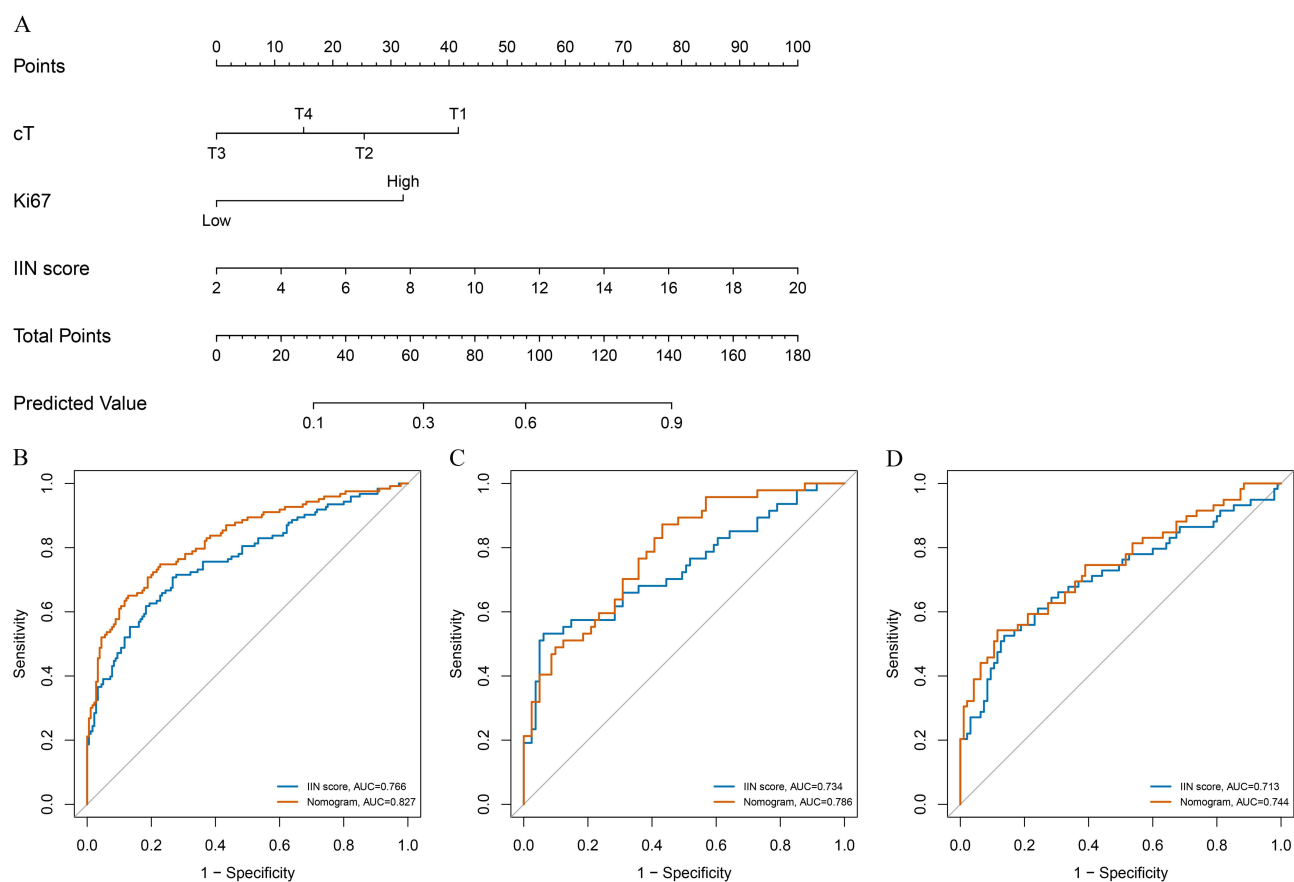 A
Points
0 10 20 30 40 50 60 70 80 90 100
cT
T4 T1
T3 T2
Ki67
High
Low
IIN score
2 4 6 8 10 12 14 16 18 20
Total Points
0 20 40 60 80 100 120 140 160 180
Predicted Value
0.1 0.3 0.6 0.9
B
Sensitivity
1.0
0.8
0.6
0.4
0.2
0.0
IIN score, AUC=0.766
Nomogram, AUC=0.827
0.0 0.2 0.4 0.6 0.8 1.0
1 − Specificity
C
Sensitivity
1.0
0.8
0.6
0.4
0.2
0.0
IIN score, AUC=0.734
Nomogram, AUC=0.786
0.0 0.2 0.4 0.6 0.8 1.0
1 − Specificity
D
Sensitivity
1.0
0.8
0.6
0.4
0.2
0.0
IIN score, AUC=0.713
Nomogram, AUC=0.744
0.0 0.2 0.4 0.6 0.8 1.0
1 − Specificity